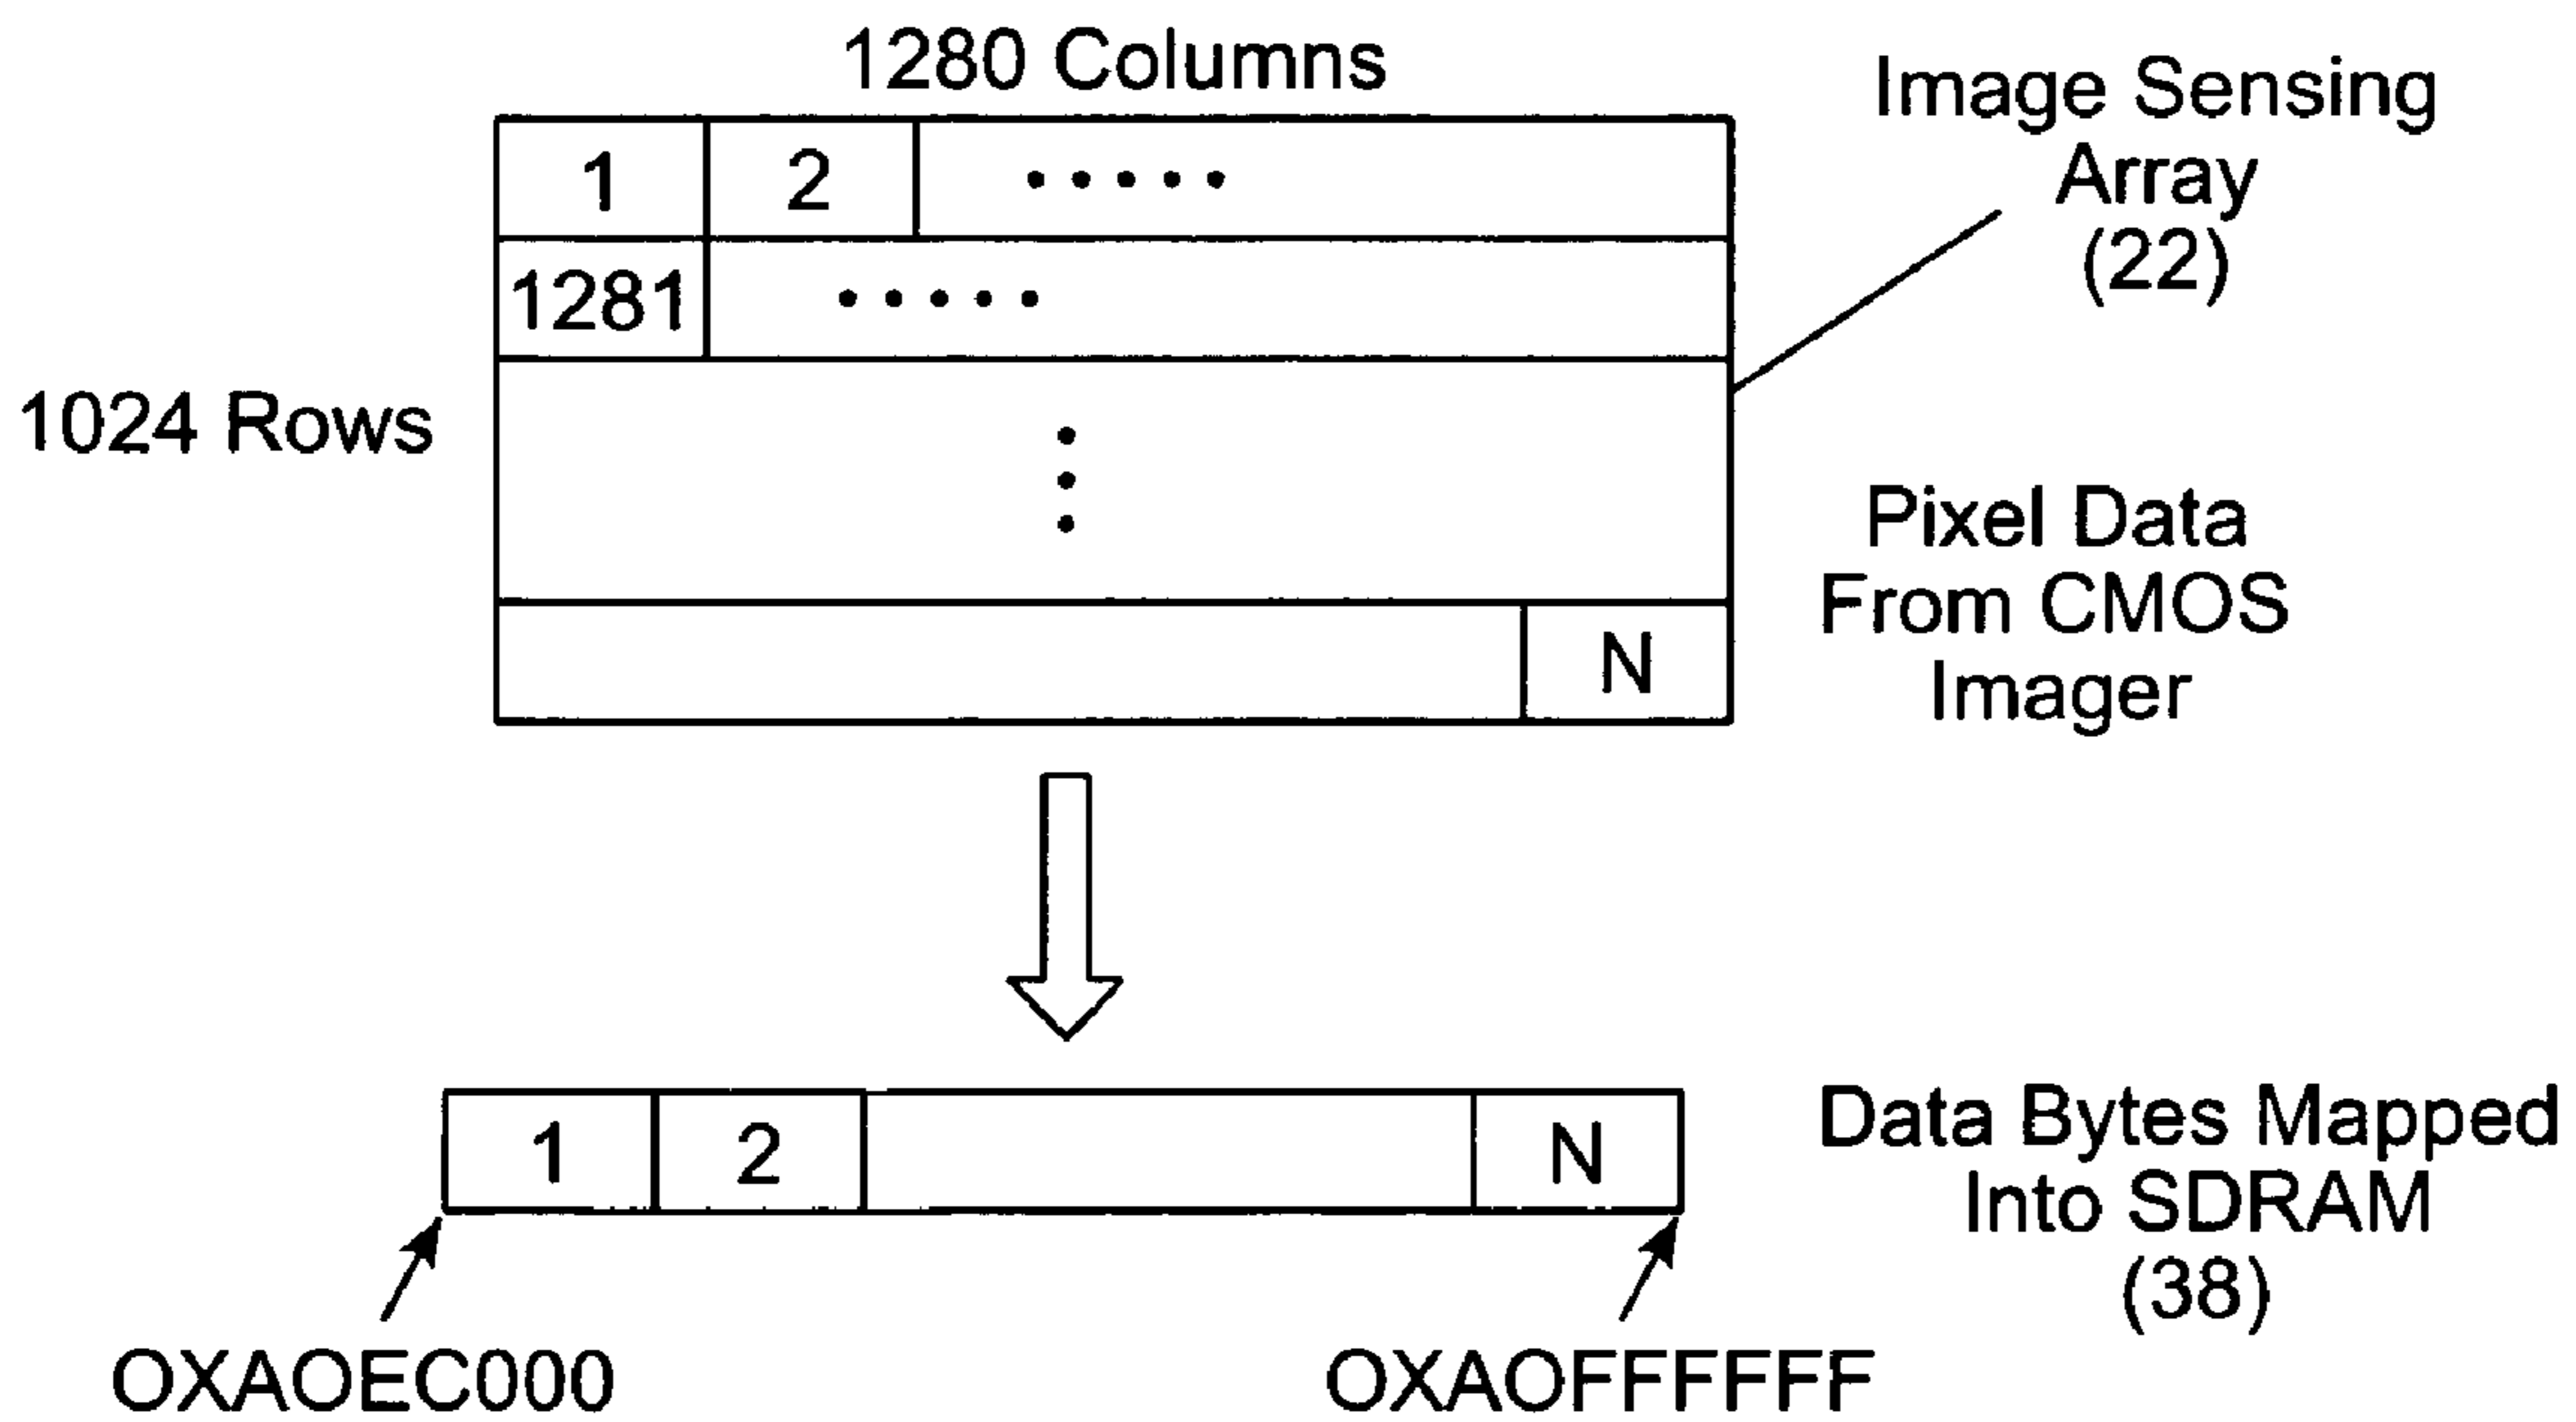 1280 Columns
1 2 .....
1281 .....
1024 Rows
N
Image Sensing
Array
(22)
Pixel Data
From CMOS
Imager
1 2 N
Data Bytes Mapped
Into SDRAM
(38)
OXAOEC000
OXAOFFFFFF